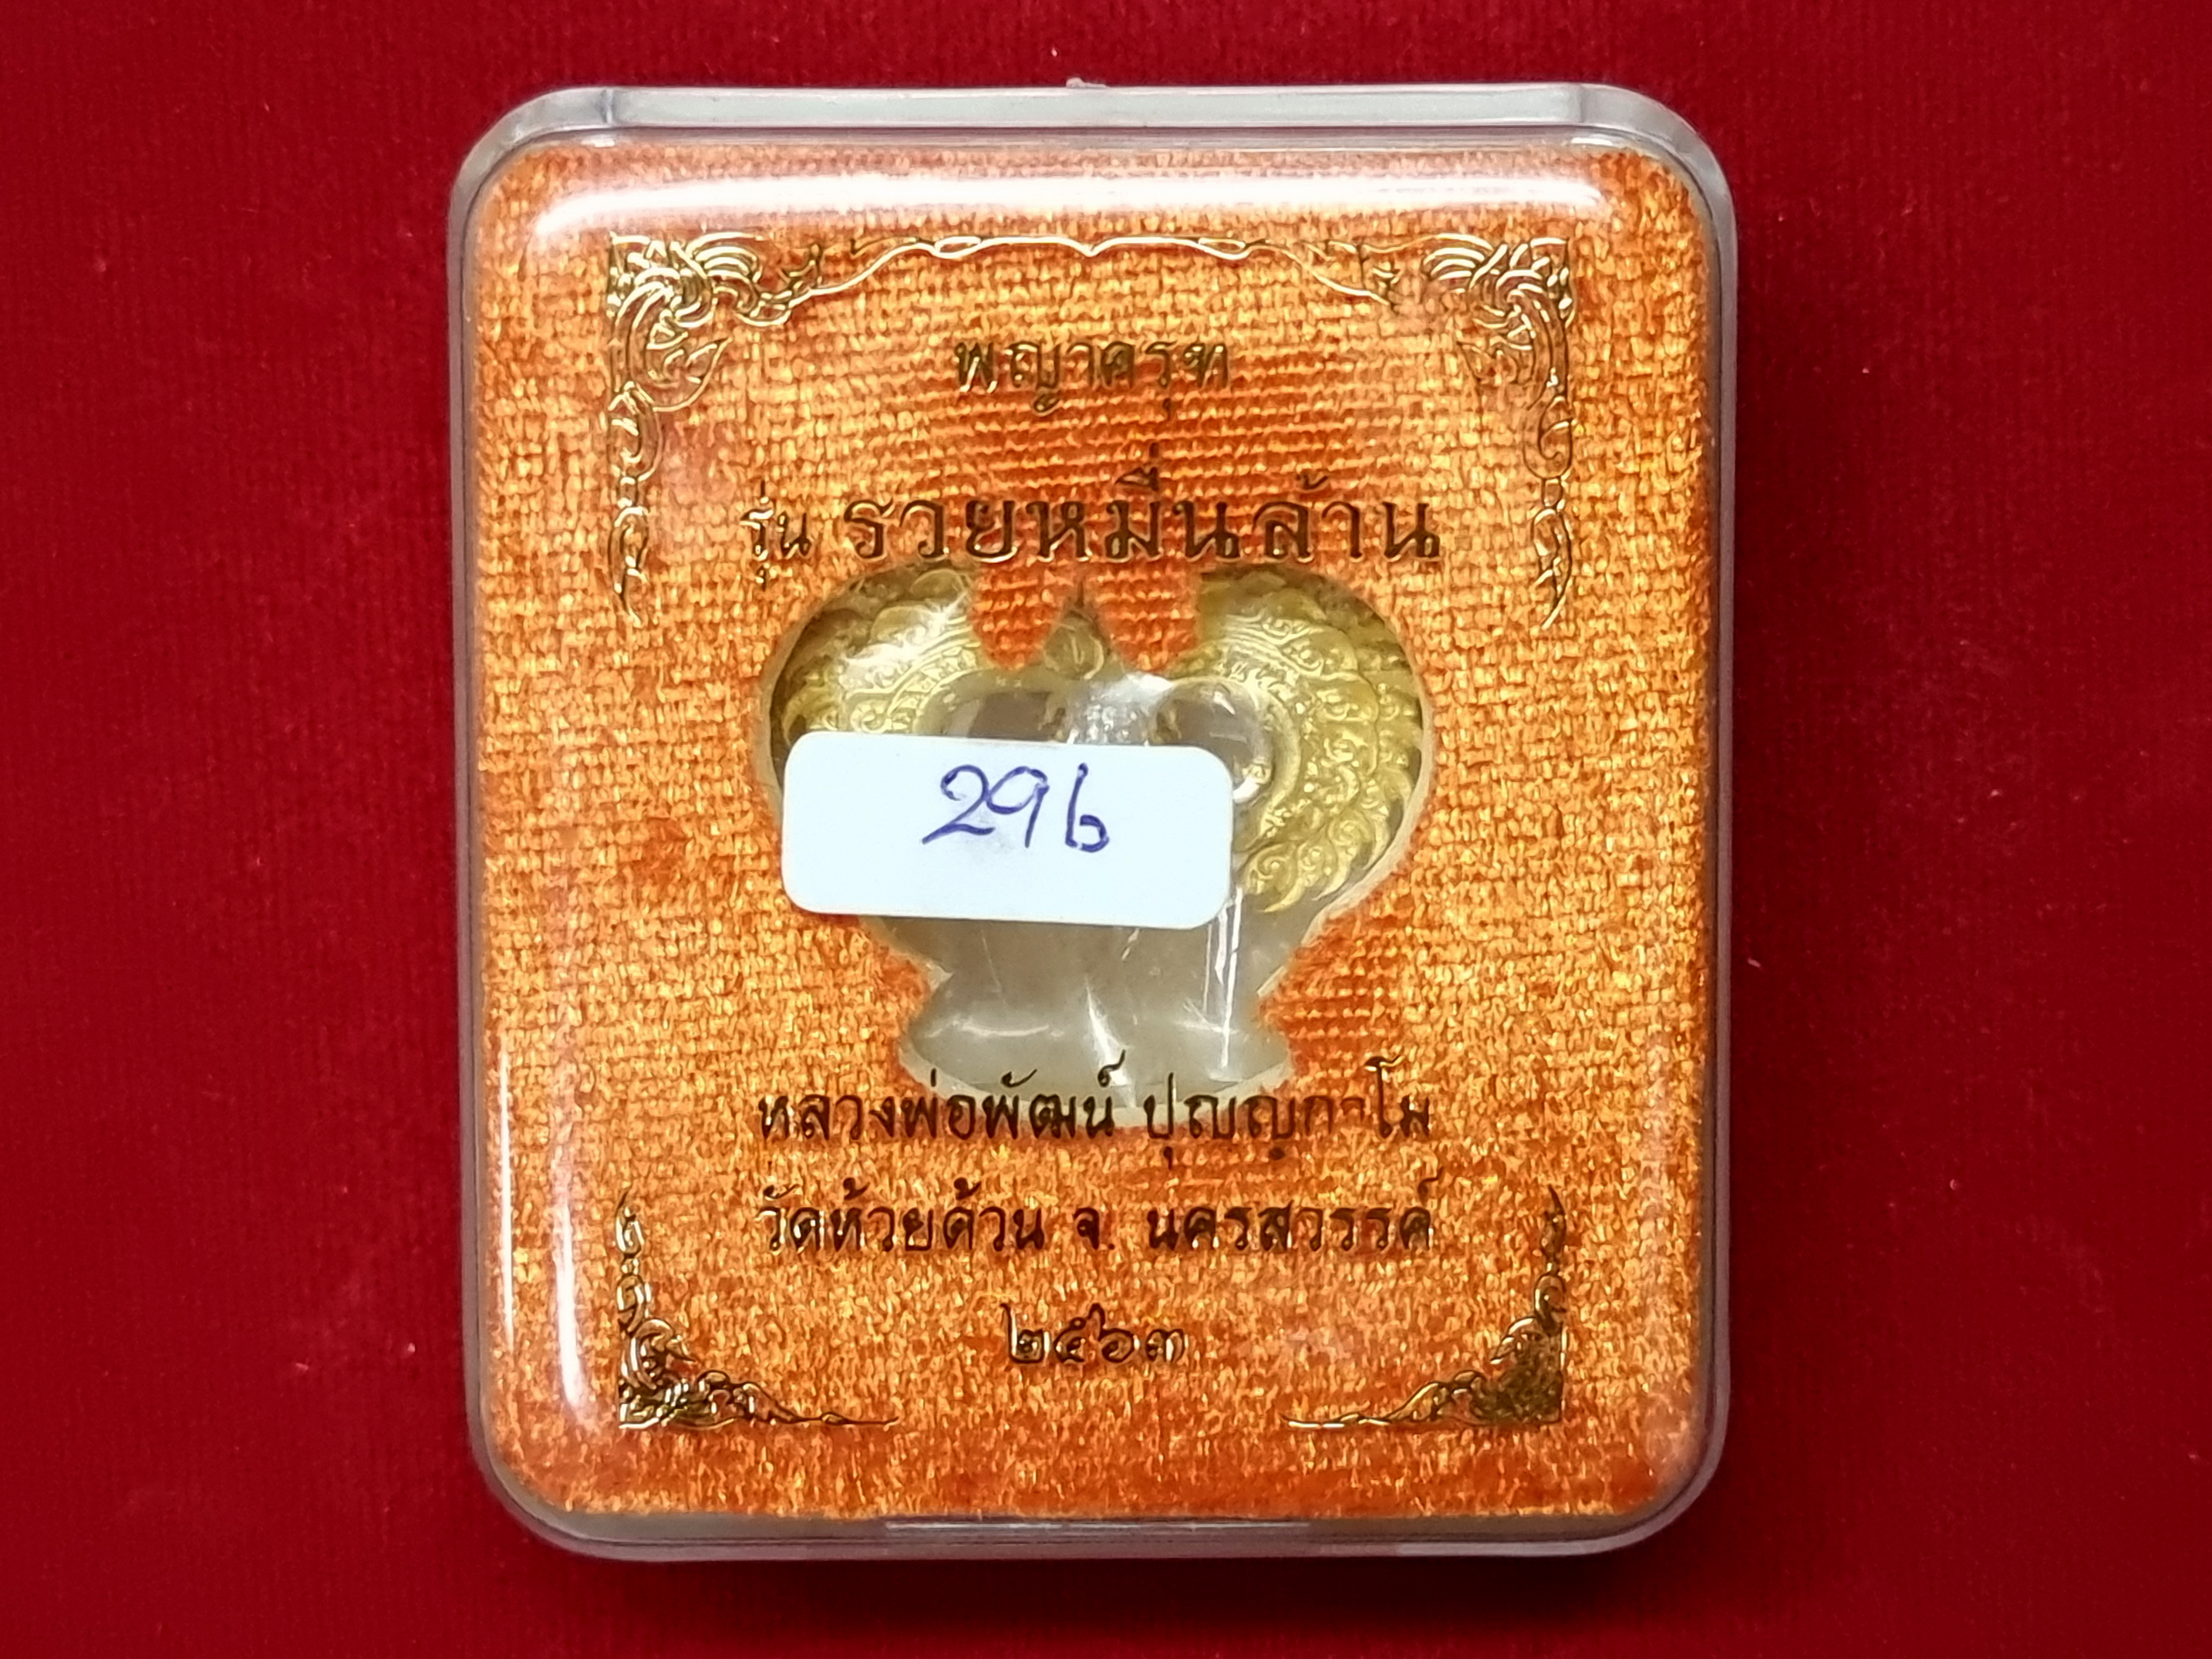 พญาครุฑ
รุ่น รวยหมื่นล้าน
296
หลวงพ่อพัฒน์ ปุญญกาโม
วัดห้วยด้วน จ. นครสวรรค์
๒๕๖๓